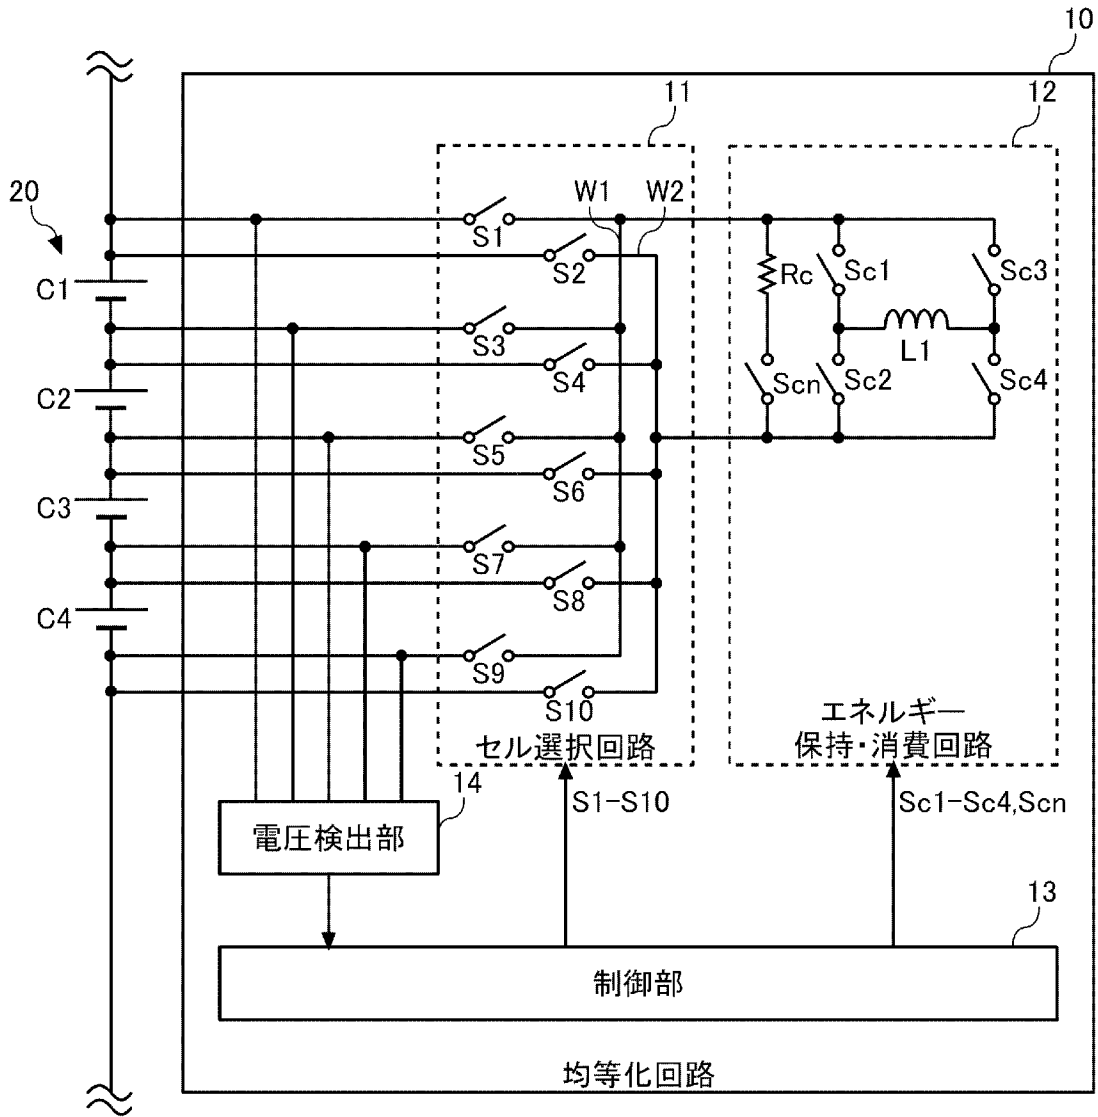 10
11
12
20
W1
W2
S1
S2
C1
Rc
Sc1
Sc3
S3
L1
S4
C2
Scn
Sc2
Sc4
S5
S6
C3
S7
S8
C4
S9
S10
セル選択回路
エネルギー
保持・消費回路
14
S1-S10
Sc1-Sc4,Scn
電圧検出部
13
制御部
均等化回路